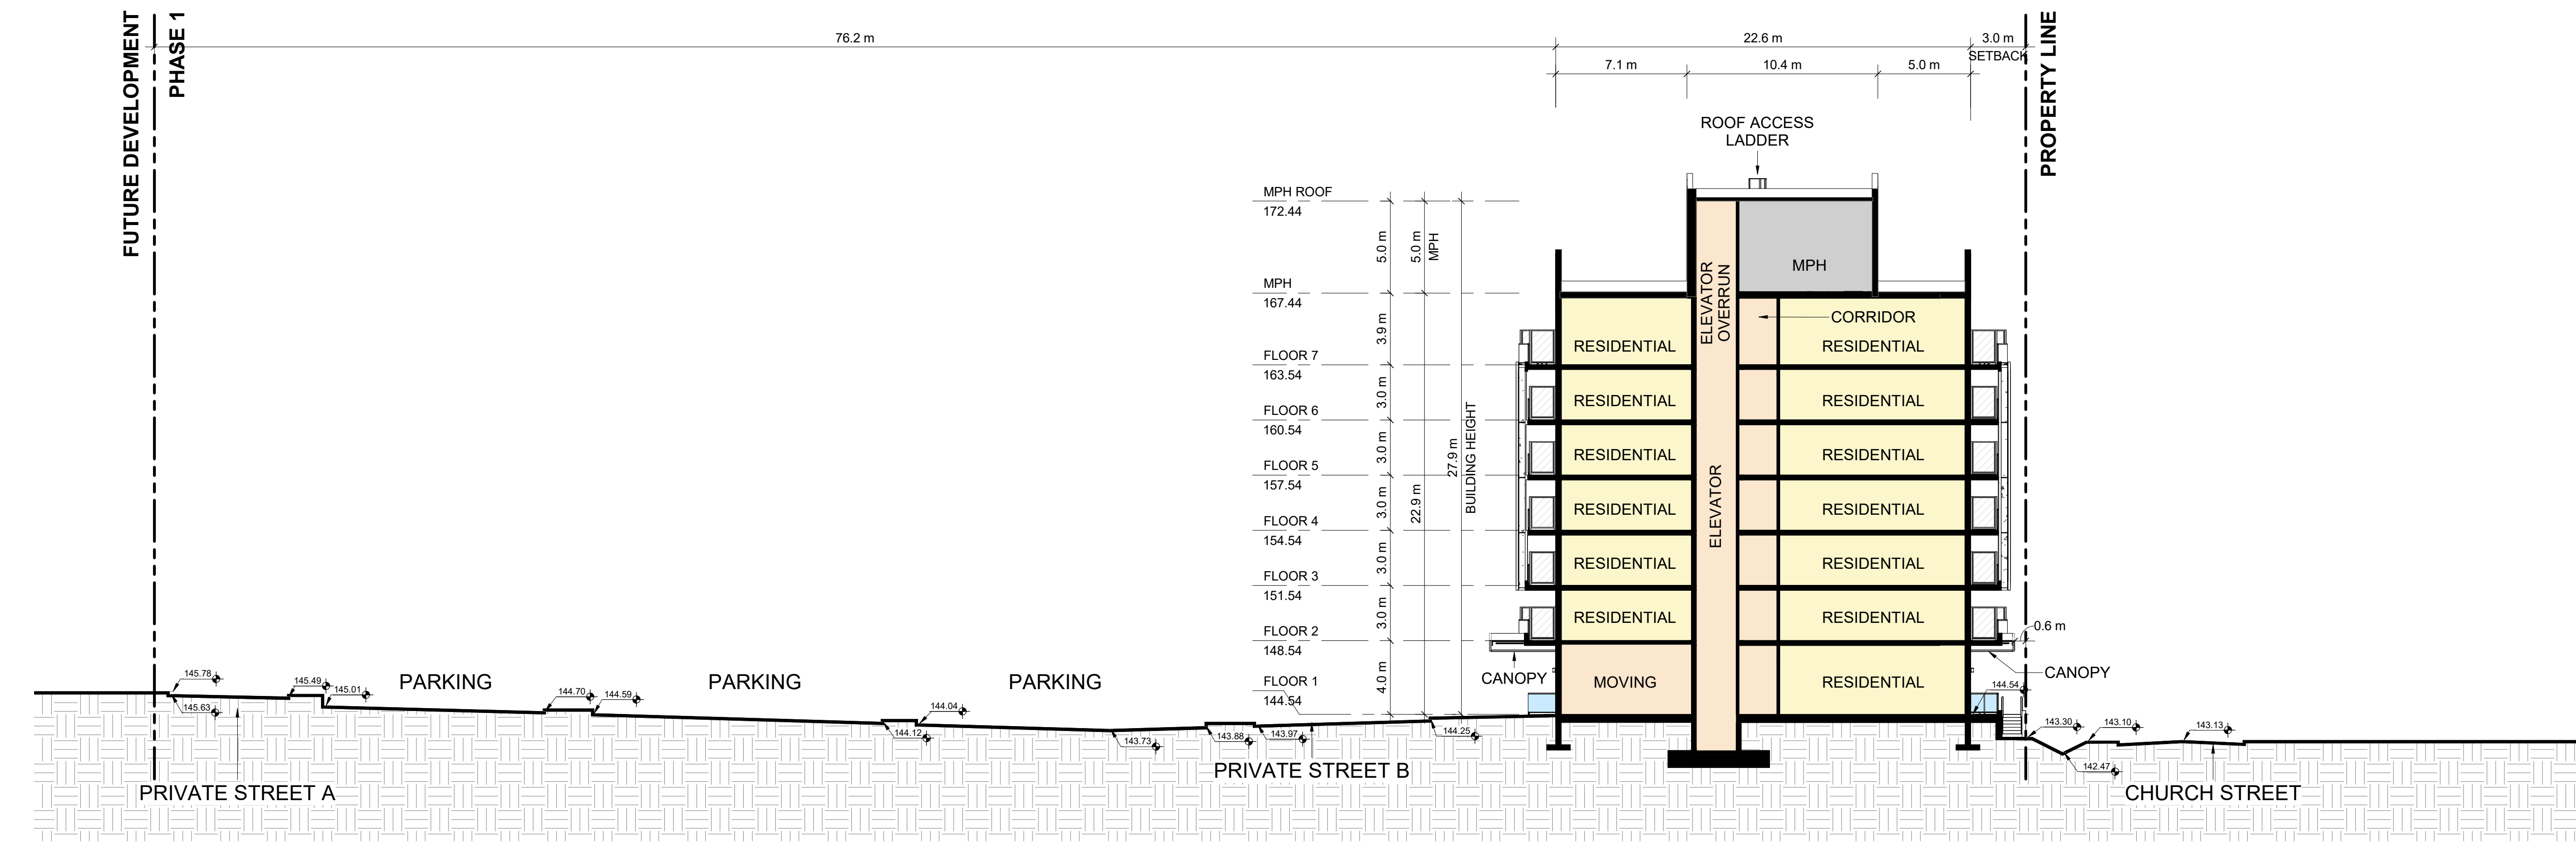 FUTURE DEVELOPMENT
PHASE 1
76.2 m
22.6 m
3.0 m
SETBACK
PROPERTY LINE
7.1 m
10.4 m
5.0 m
ROOF ACCESS
LADDER
MPH ROOF
172.44
5.0 m
5.0 m
MPH
MPH
167.44
3.9 m
FLOOR 7
163.54
3.0 m
FLOOR 6
160.54
3.0 m
FLOOR 5
157.54
3.0 m
FLOOR 4
154.54
3.0 m
FLOOR 3
151.54
3.0 m
FLOOR 2
148.54
4.0 m
FLOOR 1
144.54
22.9 m
27.9 m
BUILDING HEIGHT
MPH
ELEVATOR
OVERRUN
CORRIDOR
RESIDENTIAL
RESIDENTIAL
RESIDENTIAL
RESIDENTIAL
RESIDENTIAL
RESIDENTIAL
ELEVATOR
RESIDENTIAL
RESIDENTIAL
RESIDENTIAL
RESIDENTIAL
RESIDENTIAL
RESIDENTIAL
0.6 m
CANOPY
MOVING
RESIDENTIAL
CANOPY
144.54
145.78
145.63
145.49
145.01
PARKING
144.70
144.59
PARKING
144.12
144.04
PARKING
143.73
143.88
143.97
144.25
143.30
143.10
143.13
142.47
PRIVATE STREET A
PRIVATE STREET B
CHURCH STREET